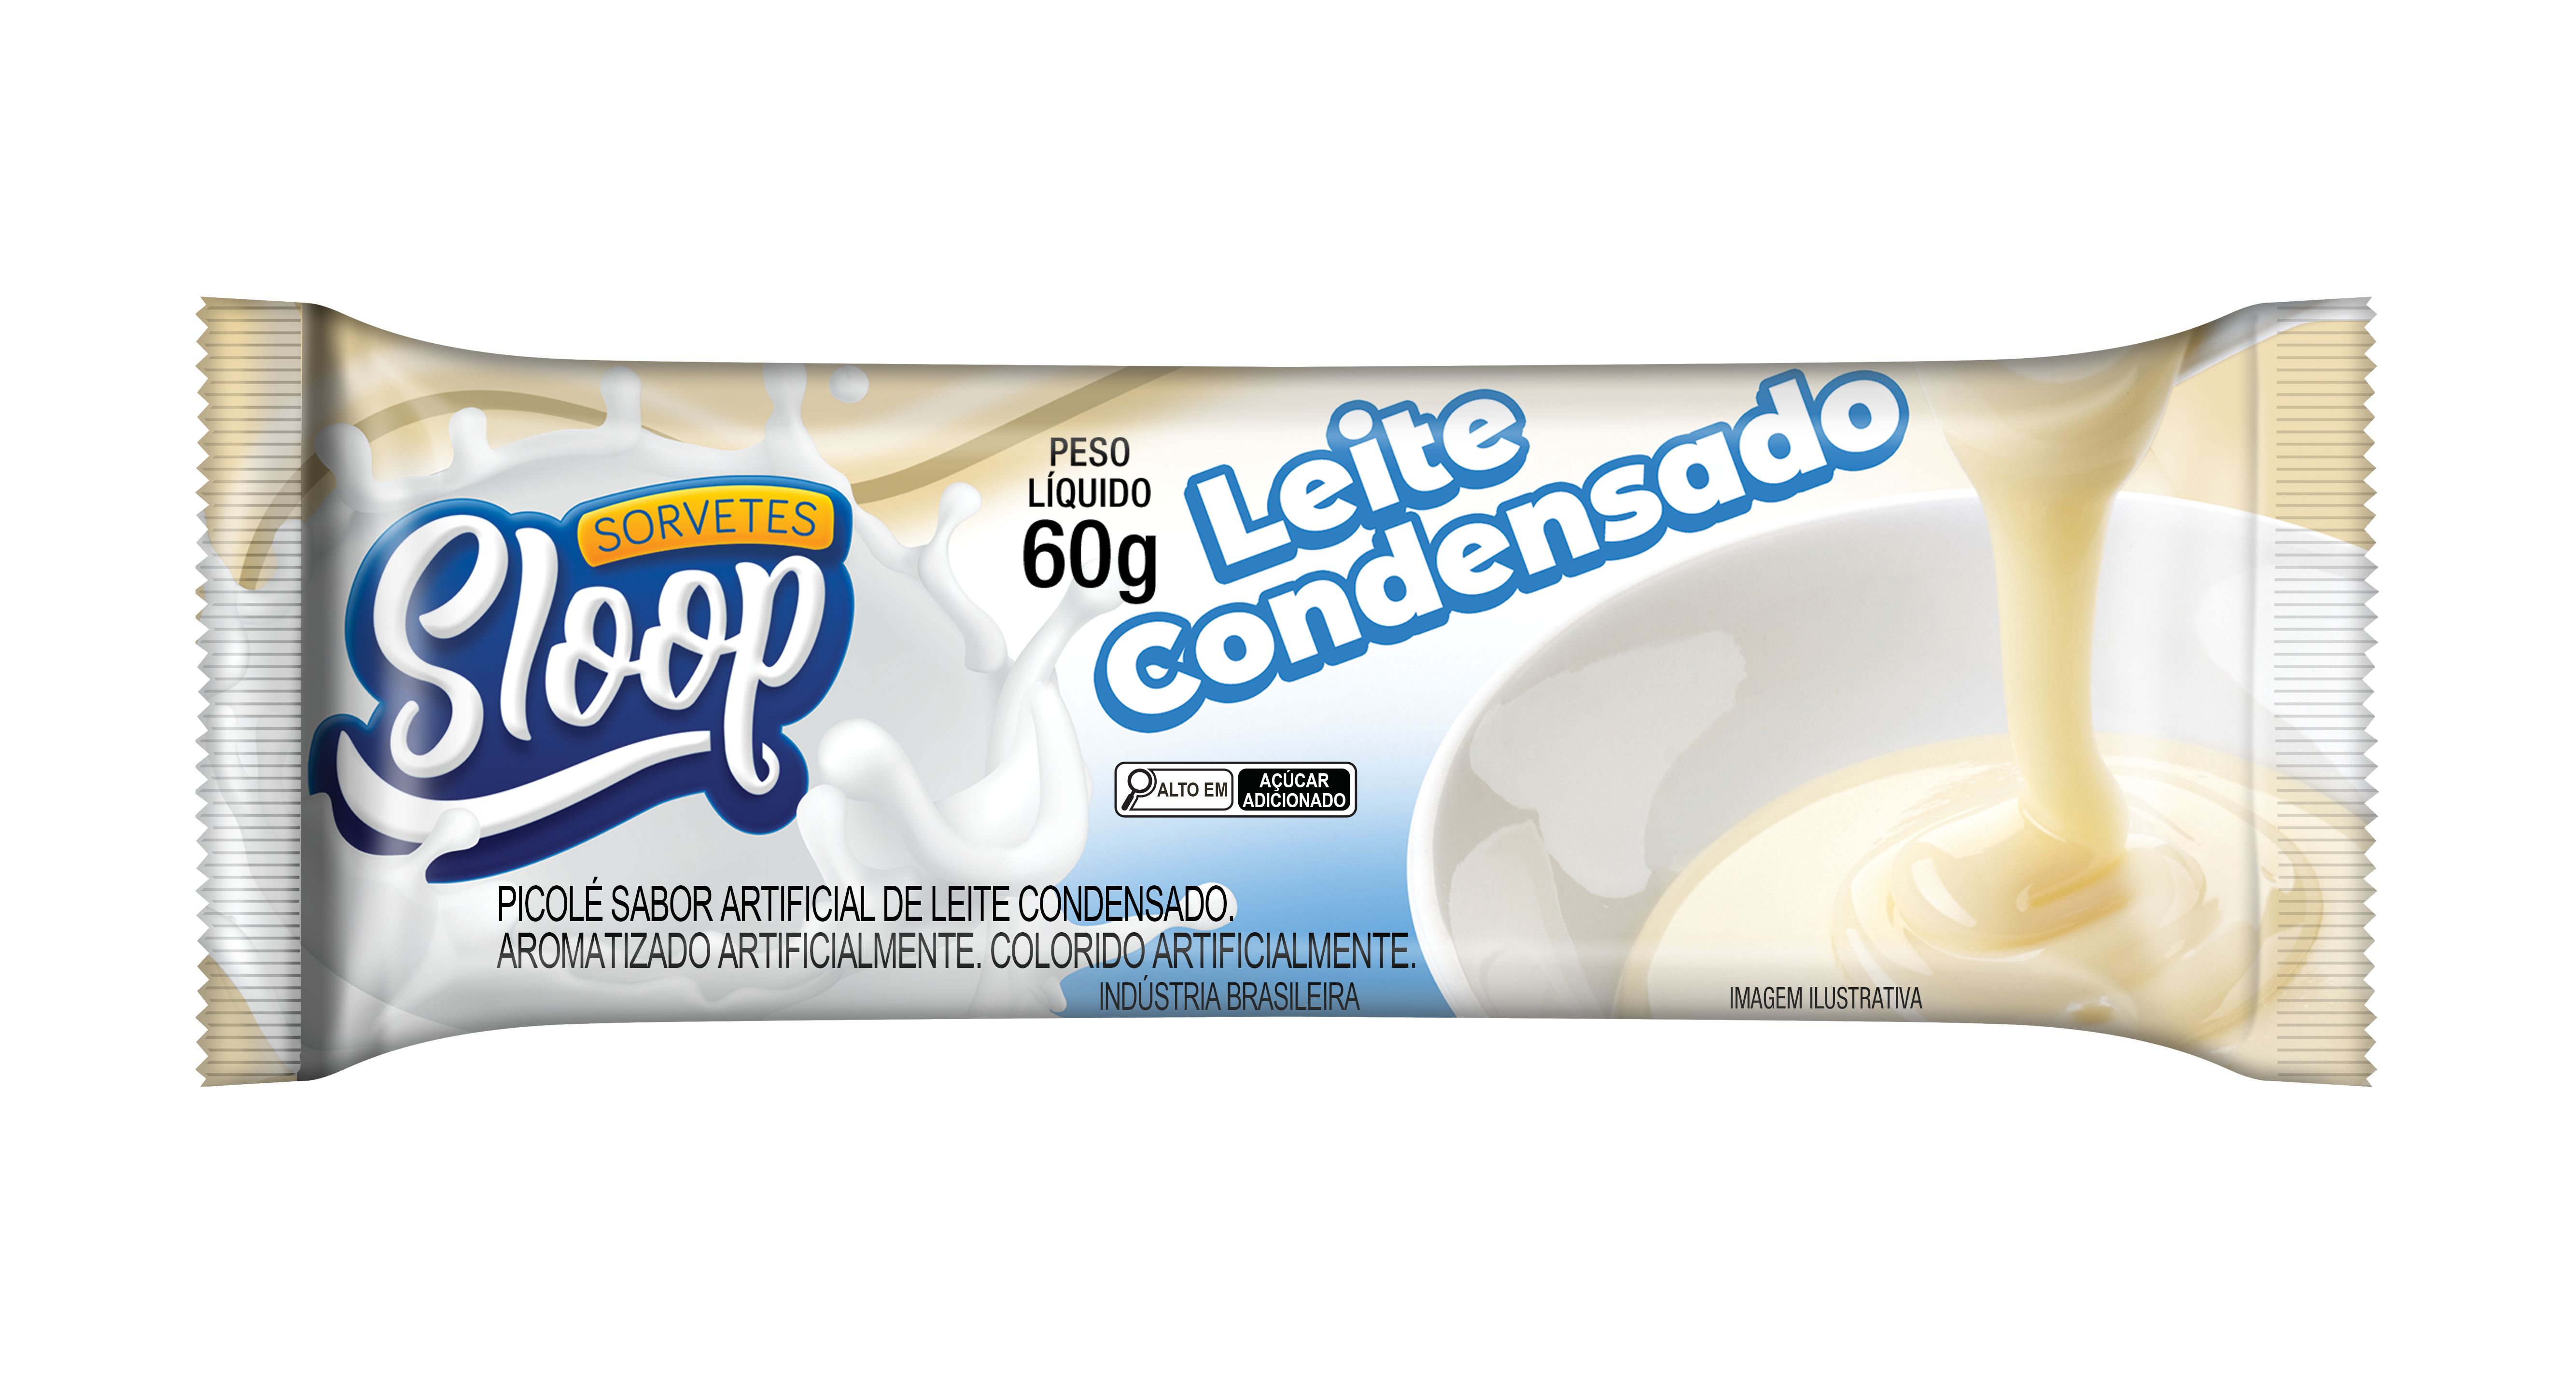 SORVETES
Sloop
PESO
LÍQUIDO
60g
Leite
Condensado
ALTO EM
AÇÚCAR
ADICIONADO
PICOLÉ SABOR ARTIFICIAL DE LEITE CONDENSADO.
AROMATIZADO ARTIFICIALMENTE. COLORIDO ARTIFICIALMENTE.
INDÚSTRIA BRASILEIRA
IMAGEM ILUSTRATIVA